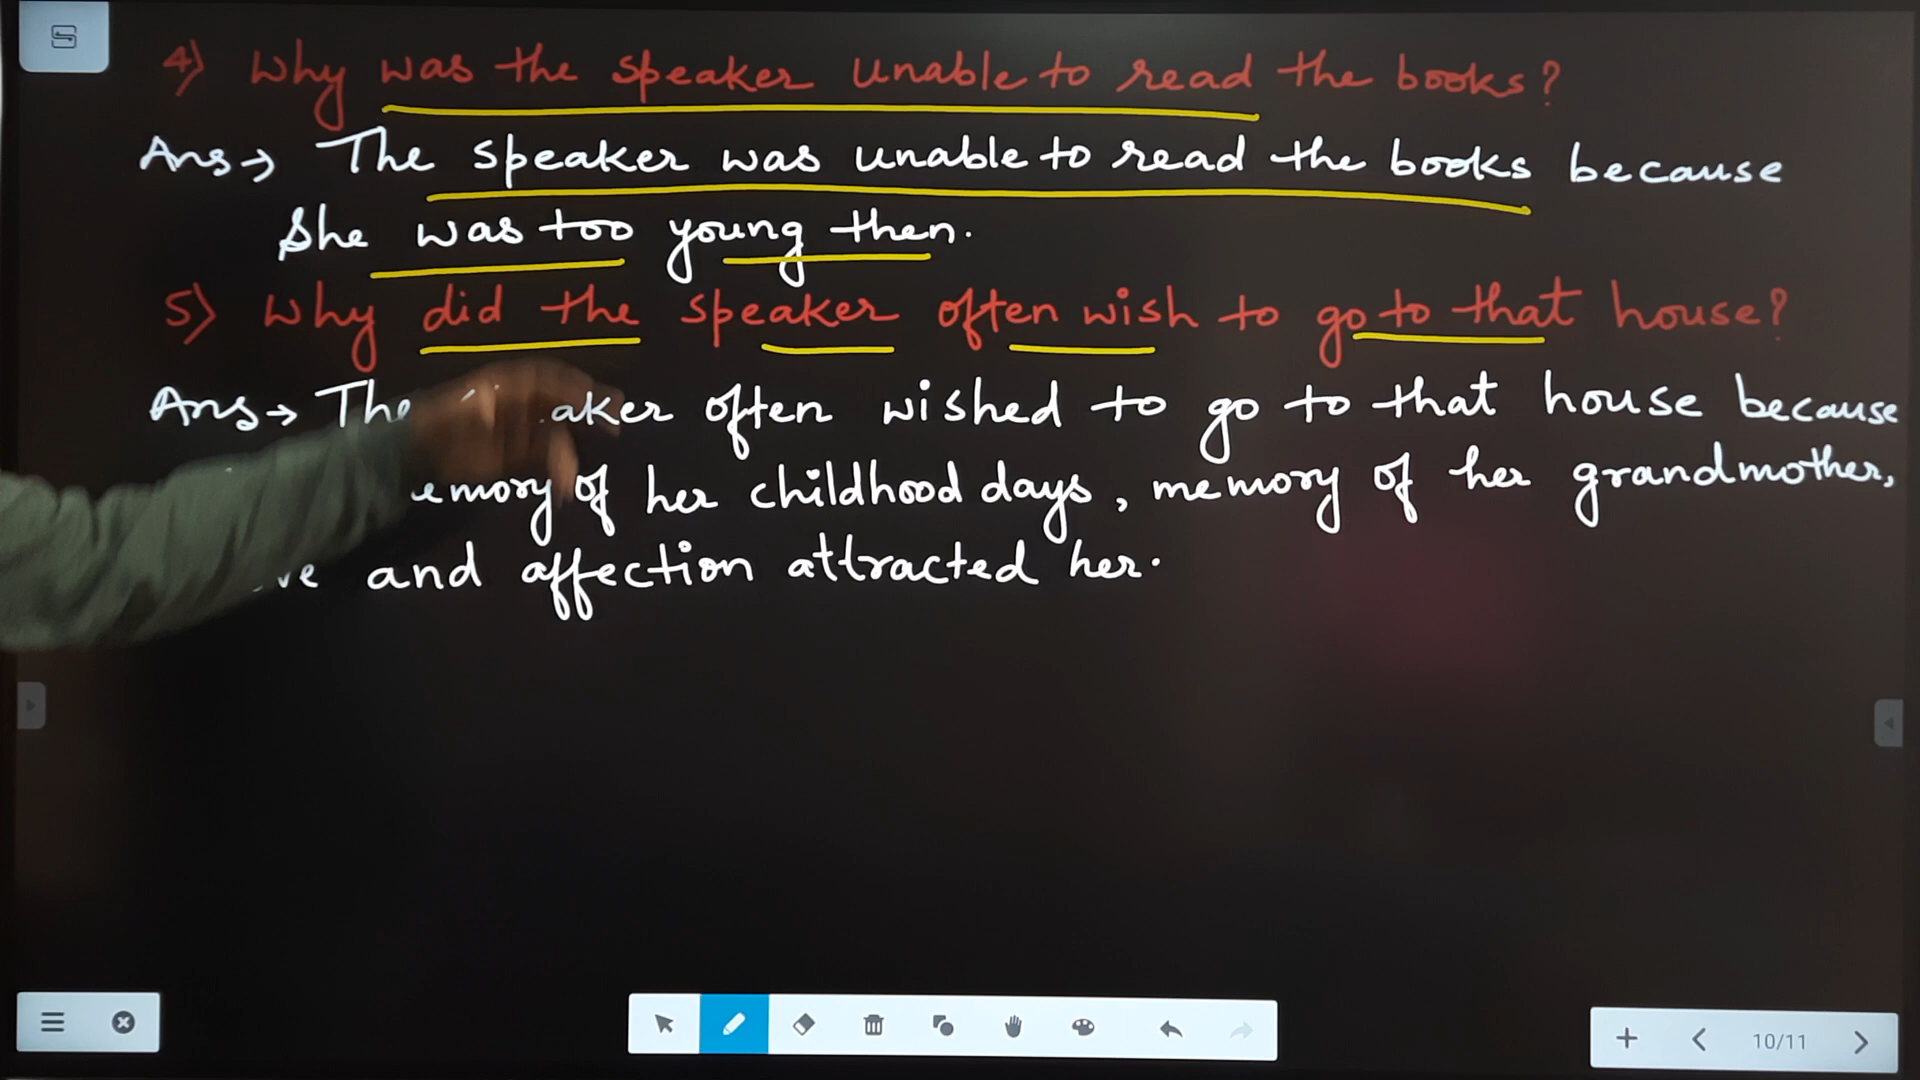 4) Why was the speaker unable to read the books?
Ans→ The speaker was unable to read the books because
She was too young then.
5) Why did the speaker often wish to go to that house?
Ans→ The often wished to go to that house because
of her childhood days, memory of her grandmother,
and affection attracted her.
10/11